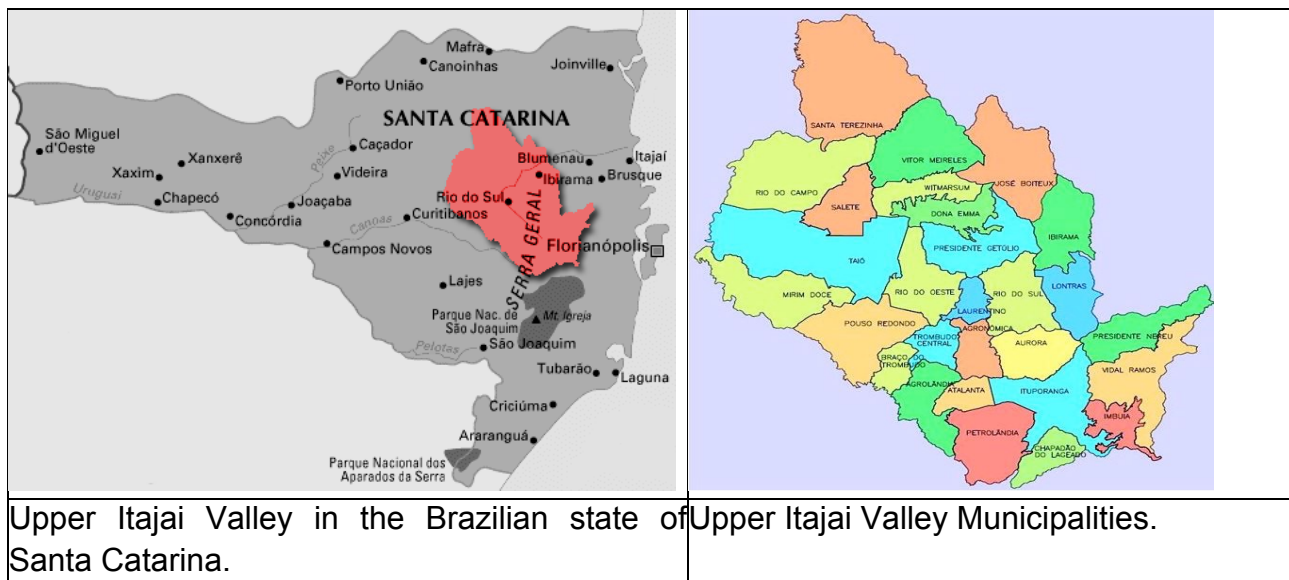 Mafra
Canoinhas
Joinville
Porto União
SANTA CATARINA
São Miguel
d'Oeste
Xanxerê
Xaxim
Chapecó
Uruguai
Peixe
Caçador
Videira
Joaçaba
Concórdia
Blumenau
Itajaí
Ibirama
Brusque
Rio do Sul
Curitibanos
Canoas
Campos Novos
SERRA GERAL
Florianópolis
Lajes
Parque Nac. de
São Joaquim
Mt. Igreja
Pelotas
São Joaquim
Tubarão
Laguna
Criciúma
Araranguá
Parque Nacional dos
Aparados da Serra
SANTA TEREZINHA
VITOR MEIRELES
RIO DO CAMPO
WITMARSUM
JOSÉ BOITEUX
SALETE
DONA EMMA
IBIRAMA
PRESIDENTE GETÚLIO
TAIÓ
MIRIM DOCE
RIO DO OESTE
RIO DO SUL
LONTRAS
LAURENTINO
POUSO REDONDO
AGRONÔMICA
TROMBUDO
CENTRAL
AURORA
PRESIDENTE NEREU
BRAÇO DO
TROMBUDO
VIDAL RAMOS
AGROLÂNDIA
ATALANTA
ITUPORANGA
IMBUIA
PETROLÂNDIA
CHAPADÃO
DO LAGEADO
Upper Itajai Valley in the Brazilian state of
Santa Catarina.
Upper Itajai Valley Municipalities.